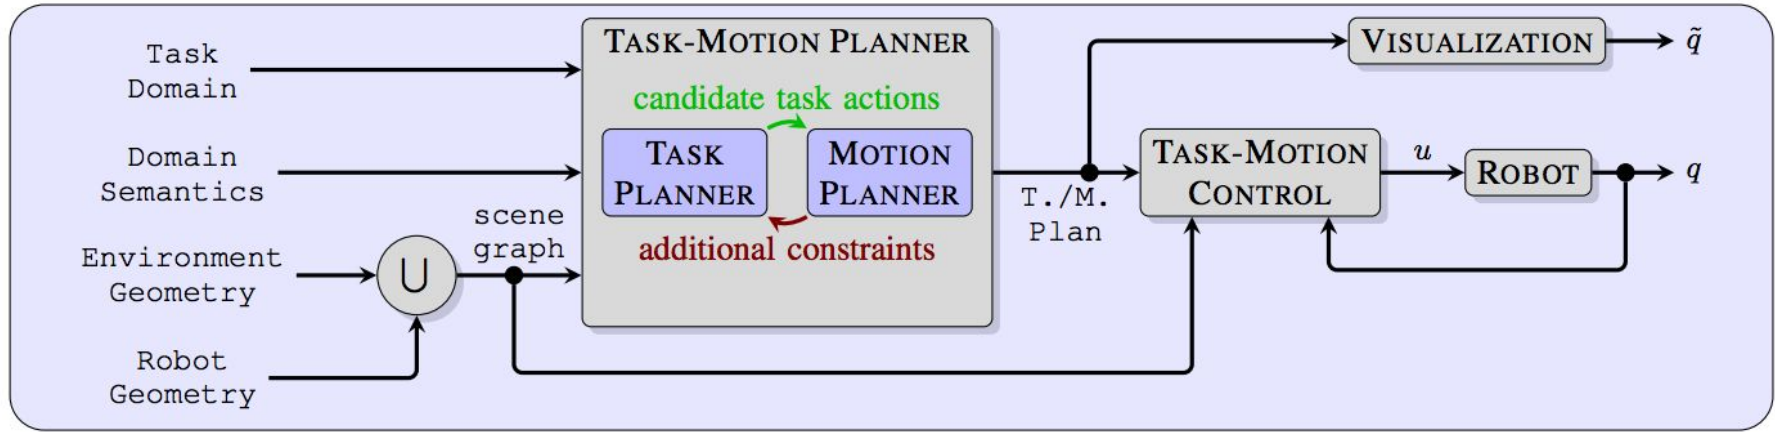 Task
Domain
Domain
Semantics
Environment
Geometry
Robot
Geometry
∪
scene
graph
TASK-MOTION PLANNER
candidate task actions
TASK
PLANNER
MOTION
PLANNER
additional constraints
T./M.
Plan
VISUALIZATION
q̃
TASK-MOTION
CONTROL
u
ROBOT
q